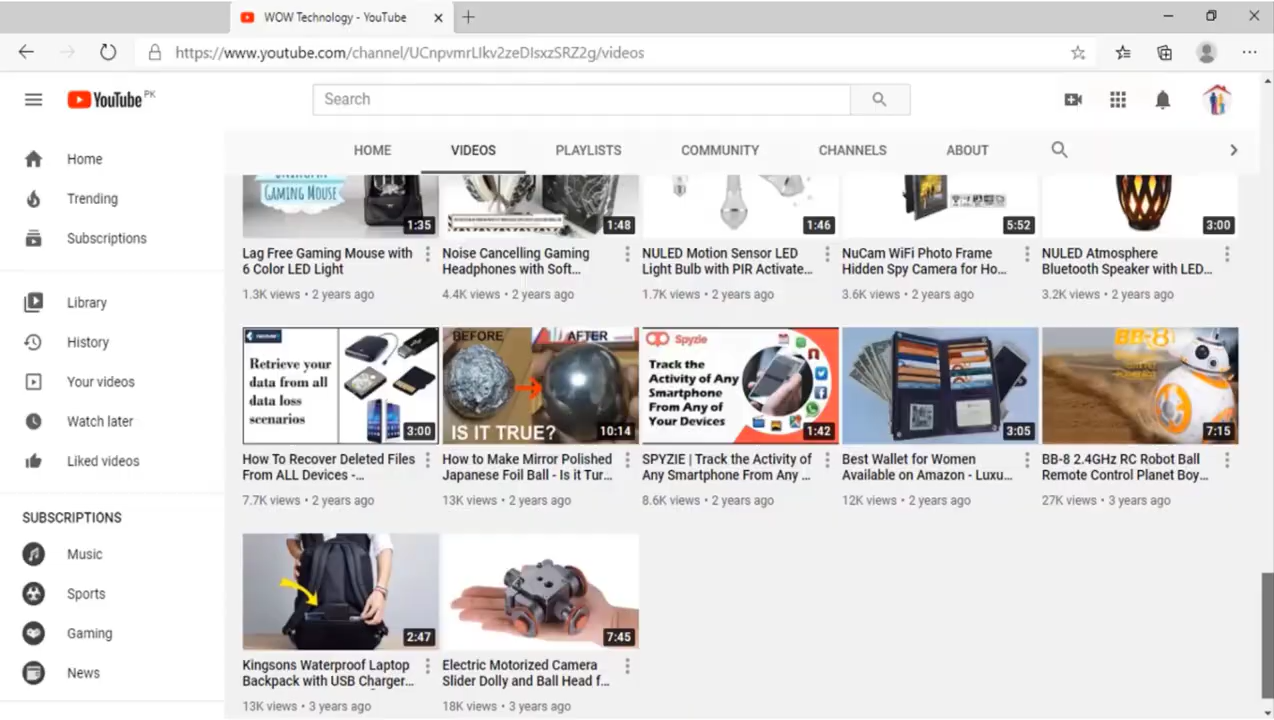 WOW Technology - YouTube
https://www.youtube.com/channel/UCnpvmrLIkv2zeDIsxzSRZ2g/videos
YouTube PK
Search
HOME VIDEOS PLAYLISTS COMMUNITY CHANNELS ABOUT
Home
Trending
Subscriptions
Library
History
Your videos
Watch later
Liked videos
SUBSCRIPTIONS
Music
Sports
Gaming
News
GAMING MOUSE
1:35
Lag Free Gaming Mouse with
6 Color LED Light
1.3K views • 2 years ago
1:48
Noise Cancelling Gaming
Headphones with Soft...
4.4K views • 2 years ago
1:46
NULED Motion Sensor LED
Light Bulb with PIR Activate...
1.7K views • 2 years ago
5:52
NuCam WiFi Photo Frame
Hidden Spy Camera for Ho...
3.6K views • 2 years ago
3:00
NULED Atmosphere
Bluetooth Speaker with LED...
3.2K views • 2 years ago
Retrieve your
data from all
data loss
scenarios
3:00
How To Recover Deleted Files
From ALL Devices -...
7.7K views • 2 years ago
BEFORE AFTER
IS IT TRUE?
10:14
How to Make Mirror Polished
Japanese Foil Ball - Is it Tur...
13K views • 2 years ago
Spyzie
Track the
Activity of Any
Smartphone
From Any of
Your Devices
1:42
SPYZIE | Track the Activity of
Any Smartphone From Any ...
8.6K views • 2 years ago
3:05
Best Wallet for Women
Available on Amazon - Luxu...
12K views • 2 years ago
BB-8
7:15
BB-8 2.4GHz RC Robot Ball
Remote Control Planet Boy...
27K views • 3 years ago
2:47
Kingsons Waterproof Laptop
Backpack with USB Charger...
13K views • 3 years ago
7:45
Electric Motorized Camera
Slider Dolly and Ball Head f...
18K views • 3 years ago